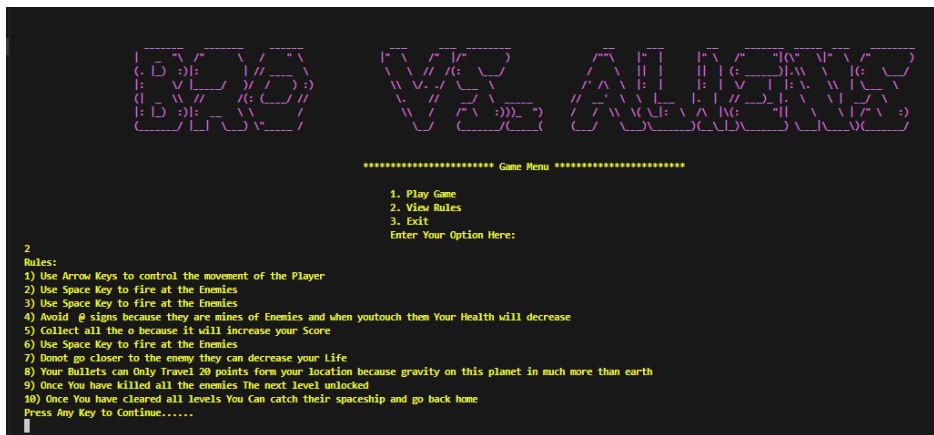 BRO VS. ALIENS
************************ Game Menu ************************
1. Play Game
2. View Rules
3. Exit
Enter Your Option Here:
2
Rules:
1) Use Arrow Keys to control the movement of the Player
2) Use Space Key to fire at the Enemies
3) Use Space Key to fire at the Enemies
4) Avoid  @ signs because they are mines of Enemies and when youtouch them Your Health will decrease
5) Collect all the o because it will increase your Score
6) Use Space Key to fire at the Enemies
7) Donot go closer to the enemy they can decrease your Life
8) Your Bullets can Only Travel 20 points form your location because gravity on this planet in much more than earth
9) Once You have killed all the enemies The next level unlocked
10) Once You have cleared all levels You Can catch their spaceship and go back home
Press Any Key to Continue......